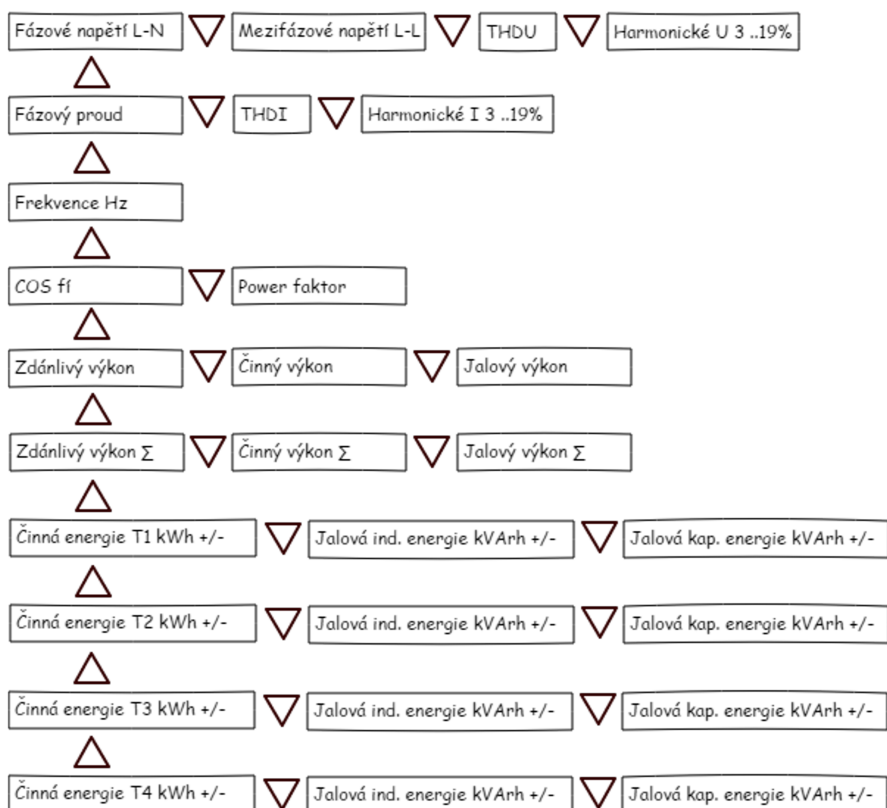 Fázové napětí L-N Mezifázové napětí L-L THDU Harmonické U 3 ..19%
Fázový proud THDI Harmonické I 3 ..19%
Frekvence Hz
COS fí Power faktor
Zdánlivý výkon Činný výkon Jalový výkon
Zdánlivý výkon Σ Činný výkon Σ Jalový výkon Σ
Činná energie T1 kWh +/- Jalová ind. energie kVArh +/- Jalová kap. energie kVArh +/-
Činná energie T2 kWh +/- Jalová ind. energie kVArh +/- Jalová kap. energie kVArh +/-
Činná energie T3 kWh +/- Jalová ind. energie kVArh +/- Jalová kap. energie kVArh +/-
Činná energie T4 kWh +/- Jalová ind. energie kVArh +/- Jalová kap. energie kVArh +/-